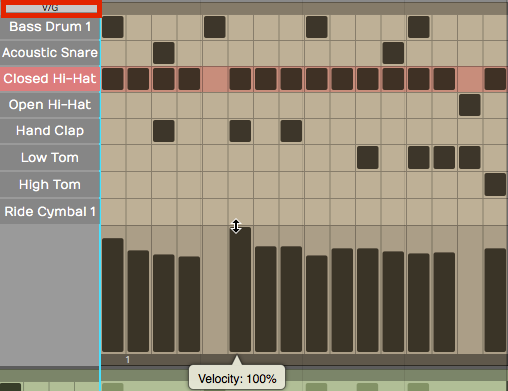 V/G
Bass Drum 1
Acoustic Snare
Closed Hi-Hat
Open Hi-Hat
Hand Clap
Low Tom
High Tom
Ride Cymbal 1
1
Velocity: 100%